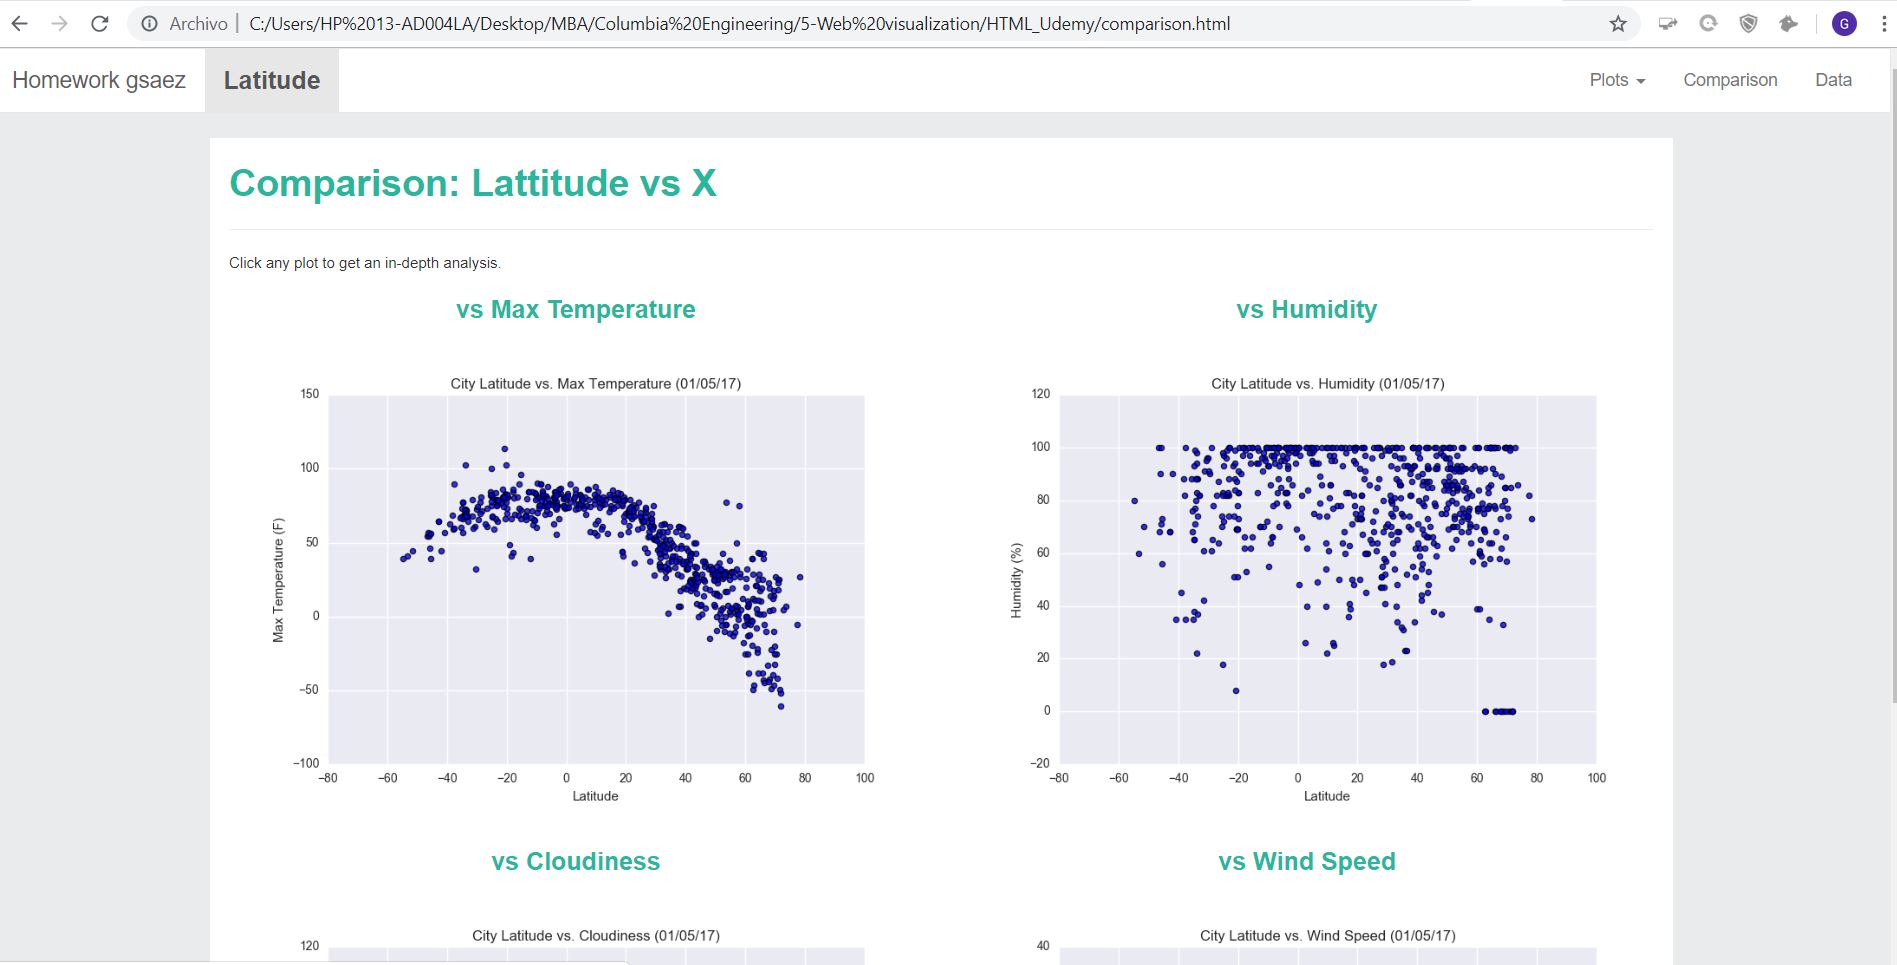 Archivo | C:/Users/HP%2013-AD004LA/Desktop/MBA/Columbia%20Engineering/5-Web%20visualization/HTML_Udemy/comparison.html
G
Homework gsaez Latitude Plots Comparison Data
Comparison: Lattitude vs X
Click any plot to get an in-depth analysis.
vs Max Temperature
City Latitude vs. Max Temperature (01/05/17)
Max Temperature (F)
150
100
50
0
−50
−100
−80 −60 −40 −20 0 20 40 60 80 100
Latitude
vs Humidity
City Latitude vs. Humidity (01/05/17)
Humidity (%)
120
100
80
60
40
20
0
−20
−80 −60 −40 −20 0 20 40 60 80 100
Latitude
vs Cloudiness
City Latitude vs. Cloudiness (01/05/17)
120
vs Wind Speed
City Latitude vs. Wind Speed (01/05/17)
40